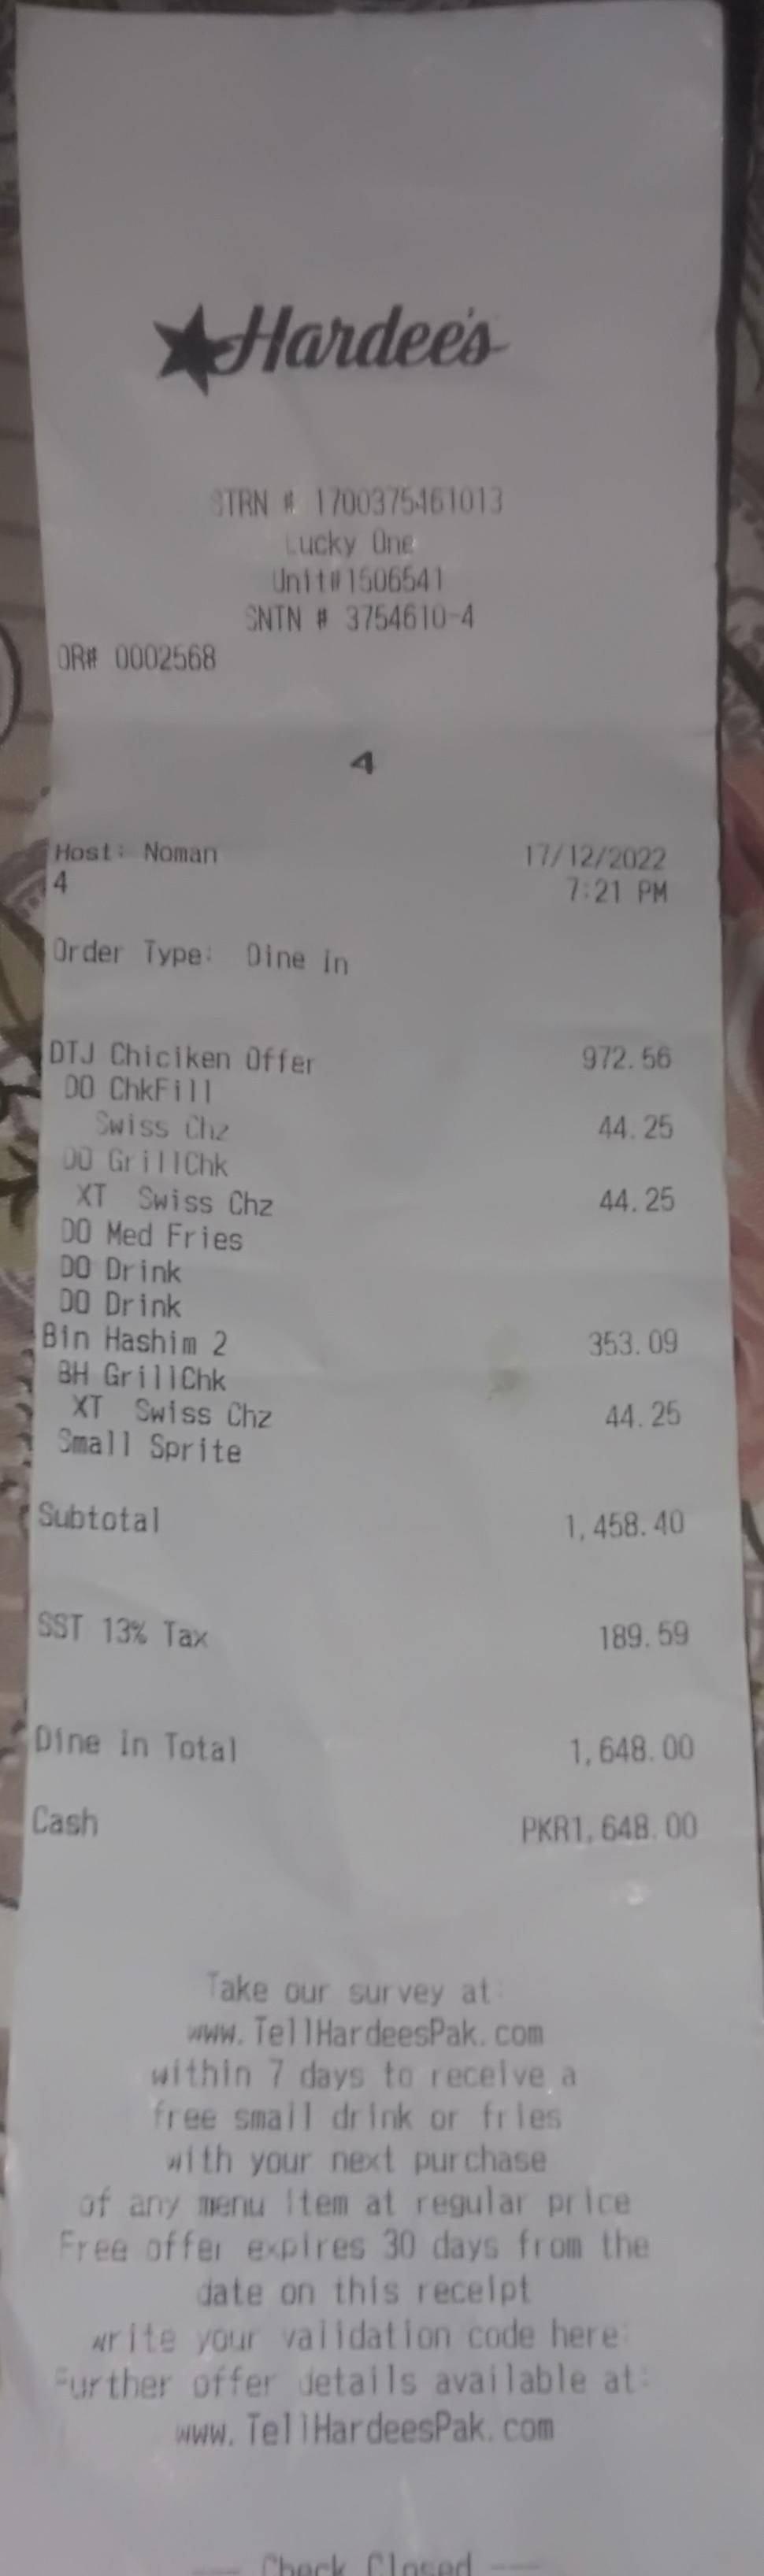 Hardee's
STRN # 1700375461013
Lucky One
Unit#1506541
SNTN # 3754610-4
OR# 0002568
4
Host: Noman 17/12/2022
4 7:21 PM
Order Type: Dine in
DTJ Chiciken Offer 972.56
DO ChkFill
Swiss Chz 44.25
DO GrillChk
XT Swiss Chz 44.25
DO Med Fries
DO Drink
DO Drink
Bin Hashim 2 353.09
BH GrillChk
XT Swiss Chz 44.25
Small Sprite
Subtotal 1,458.40
SST 13% Tax 189.59
Dine in Total 1,648.00
Cash PKR1,648.00
Take our survey at:
www.TellHardeesPak.com
within 7 days to receive a
free small drink or fries
with your next purchase
of any menu item at regular price
Free offer expires 30 days from the
date on this receipt
write your validation code here:
Further offer details available at:
www.TellHardeesPak.com
--- Check Closed ---